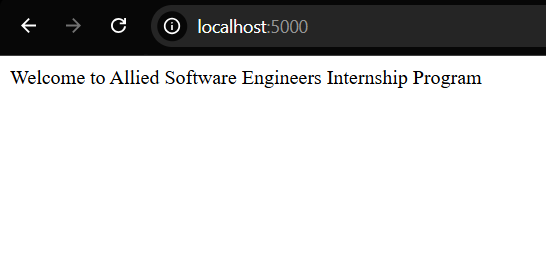 localhost:5000
Welcome to Allied Software Engineers Internship Program